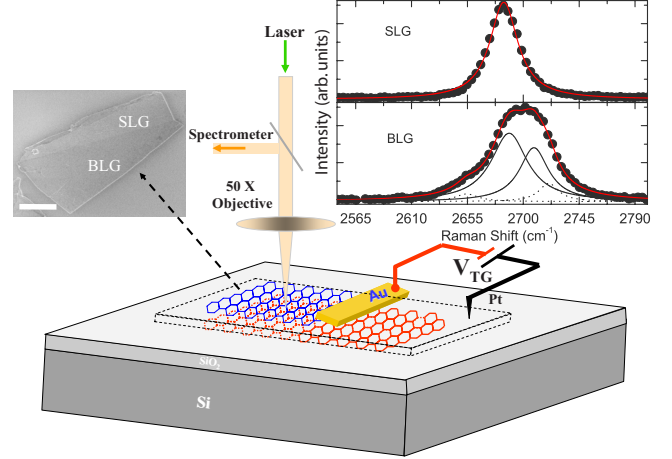 Laser
Spectrometer
50 X
Objective
SLG
BLG
Intensity (arb.units)
SLG
BLG
2565 2610 2655 2700 2745 2790
Raman Shift (cm⁻¹)
V_TG
Pt
Au
SiO₂
Si